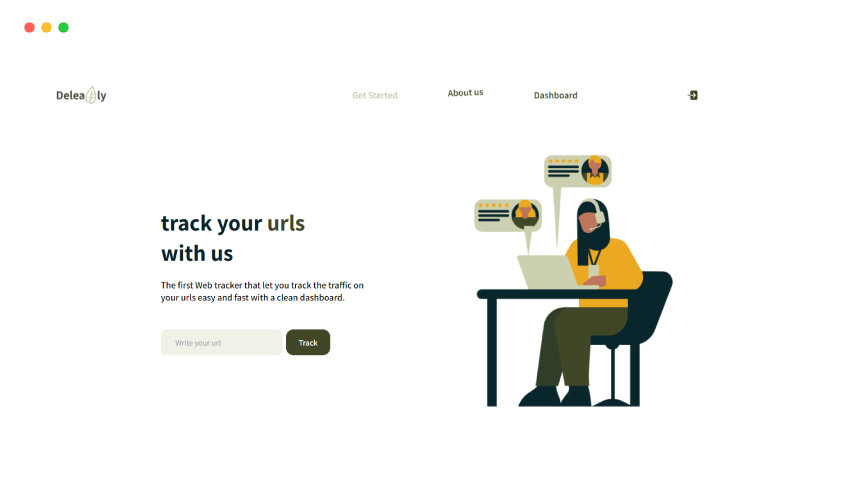 Delea ly
Get Started
About us
Dashboard
track your urls
with us
The first Web tracker that let you track the traffic on
your urls easy and fast with a clean dashboard.
Write your url
Track